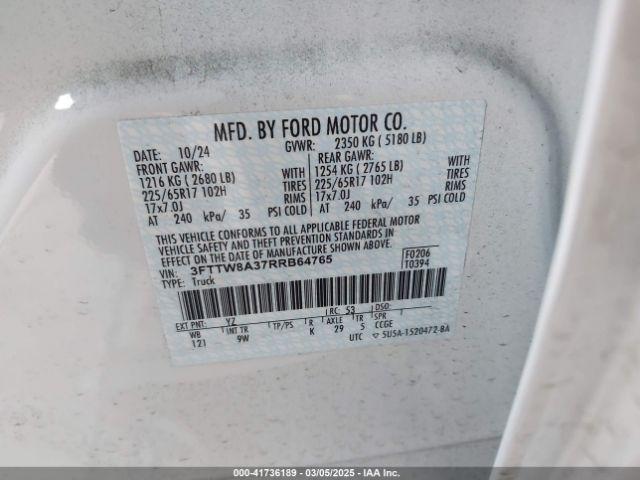 MFD. BY FORD MOTOR CO.
DATE: 10/24 GVWR: 2350 KG ( 5180 LB)
FRONT GAWR: REAR GAWR:
1216 KG ( 2680 LB) WITH 1254 KG ( 2765 LB) WITH
225/65R17 102H TIRES 225/65R17 102H TIRES
17x7.0J RIMS 17x7.0J RIMS
AT 240 kPa/ 35 PSI COLD AT 240 kPa/ 35 PSI COLD
THIS VEHICLE CONFORMS TO ALL APPLICABLE FEDERAL MOTOR
VEHICLE SAFETY AND THEFT PREVENTION STANDARDS IN
EFFECT ON THE DATE OF MANUFACTURE SHOWN ABOVE.
VIN: 3FTTW8A37RRB64765 F0206
TYPE: Truck T0394
EXT PNT: YZ RC: 53 DSO:
WB INT TR TP/PS R AXLE TR SPR
121 9W K 29 5 CCGE
UTC 5U5A-1520472-BA
000-41736189 - 03/05/2025 - IAA Inc.